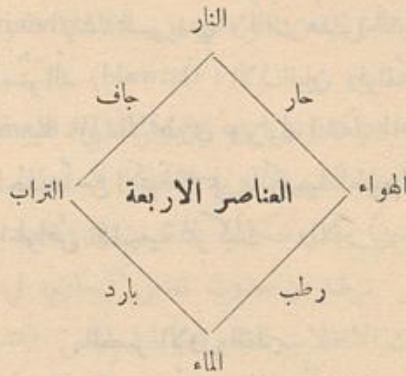 النار
حار
جاف
الهواء
العناصر الاربعة
التراب
رطب
بارد
الماء